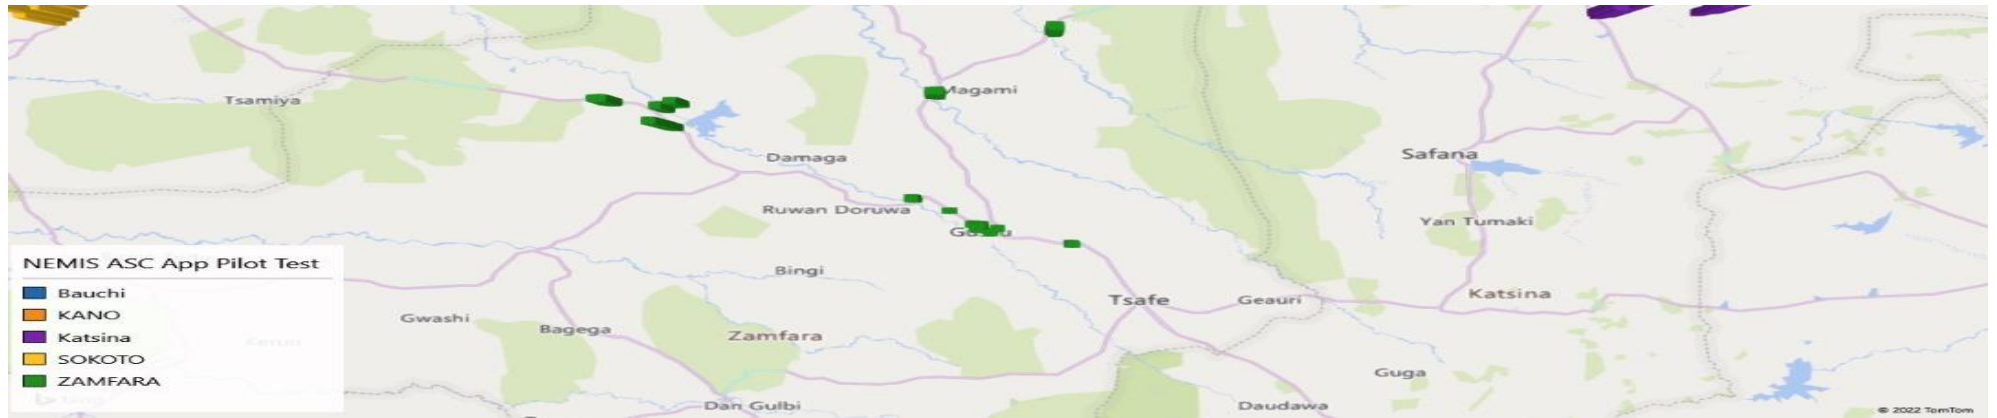 Tsamiya
Magami
Damaga
Safana
Ruwan Doruwa
Yan Tumaki
NEMIS ASC App Pilot Test
Bauchi
KANO
Katsina
SOKOTO
ZAMFARA
Bingi
Tsafe
Geauri
Katsina
Gwashi
Bagega
Zamfara
Guga
Dan Gulbi
Daudawa
© 2022 TomTom